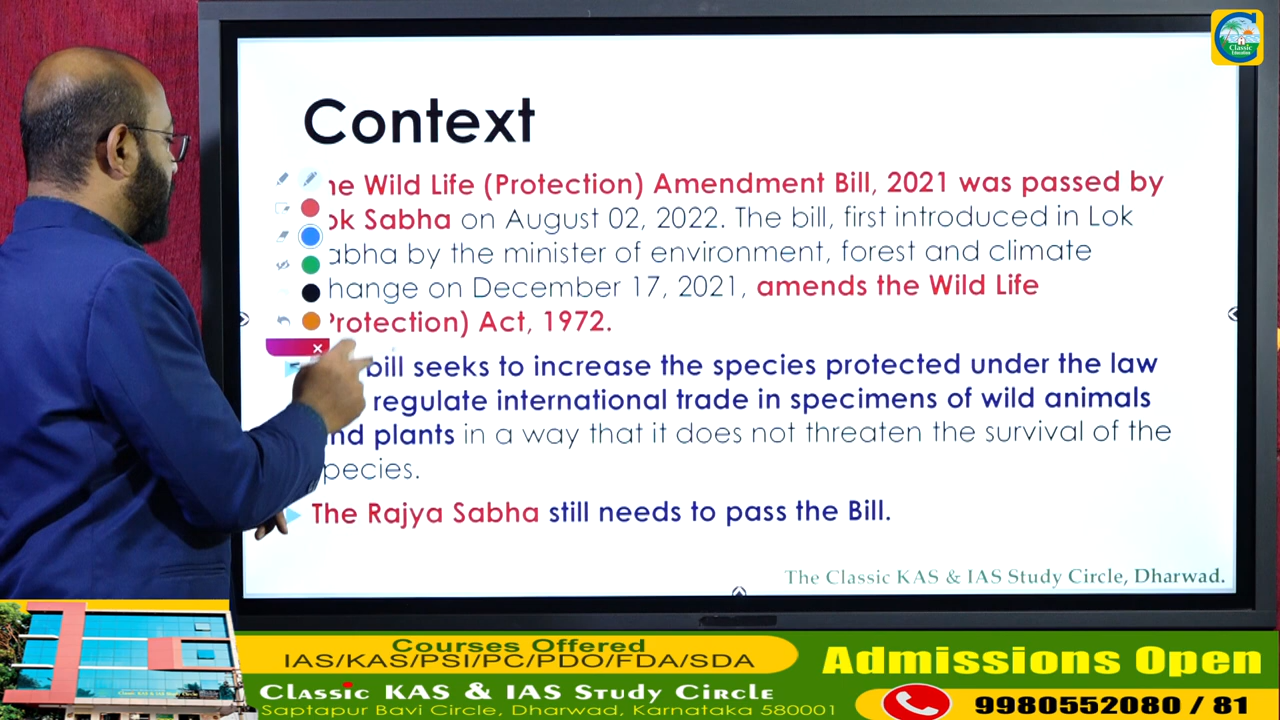 Classic
Education
Context
he Wild Life (Protection) Amendment Bill, 2021 was passed by
ok Sabha on August 02, 2022. The bill, first introduced in Lok
abha by the minister of environment, forest and climate
hange on December 17, 2021, amends the Wild Life
Protection) Act, 1972.
bill seeks to increase the species protected under the law
regulate international trade in specimens of wild animals
nd plants in a way that it does not threaten the survival of the
pecies.
The Rajya Sabha still needs to pass the Bill.
The Classic KAS & IAS Study Circle, Dharwad.
Courses Offered
IAS/KAS/PSI/PC/PDO/FDA/SDA
Classic KAS & IAS Study Circle
Saptapur Bavi Circle, Dharwad, Karnataka 580001
Admissions Open
9980552080 / 81